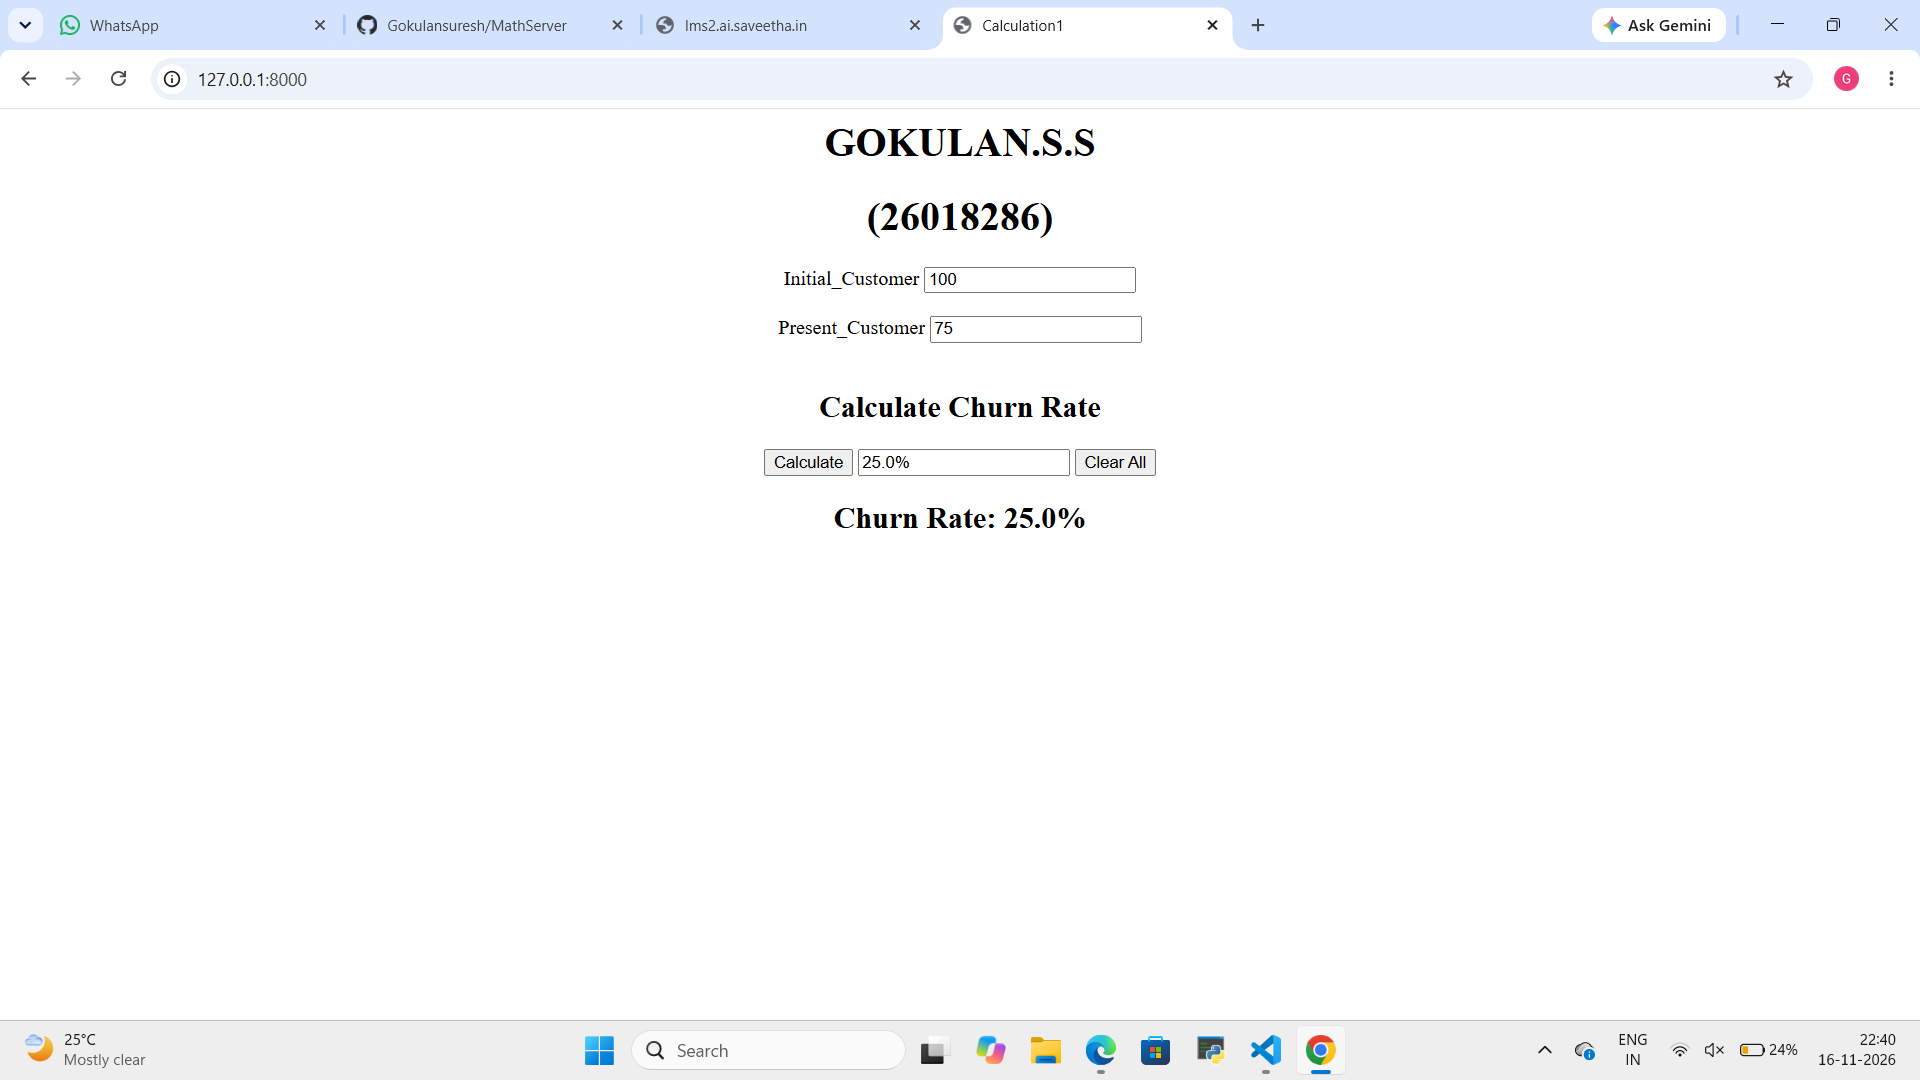 WhatsApp
Gokulansuresh/MathServer
lms2.ai.saveetha.in
Calculation1
Ask Gemini
127.0.0.1:8000
G
GOKULAN.S.S
(26018286)
Initial_Customer 100
Present_Customer 75
Calculate Churn Rate
Calculate 25.0% Clear All
Churn Rate: 25.0%
25°C
Mostly clear
Search
ENG
IN
24%
22:40
16-11-2026